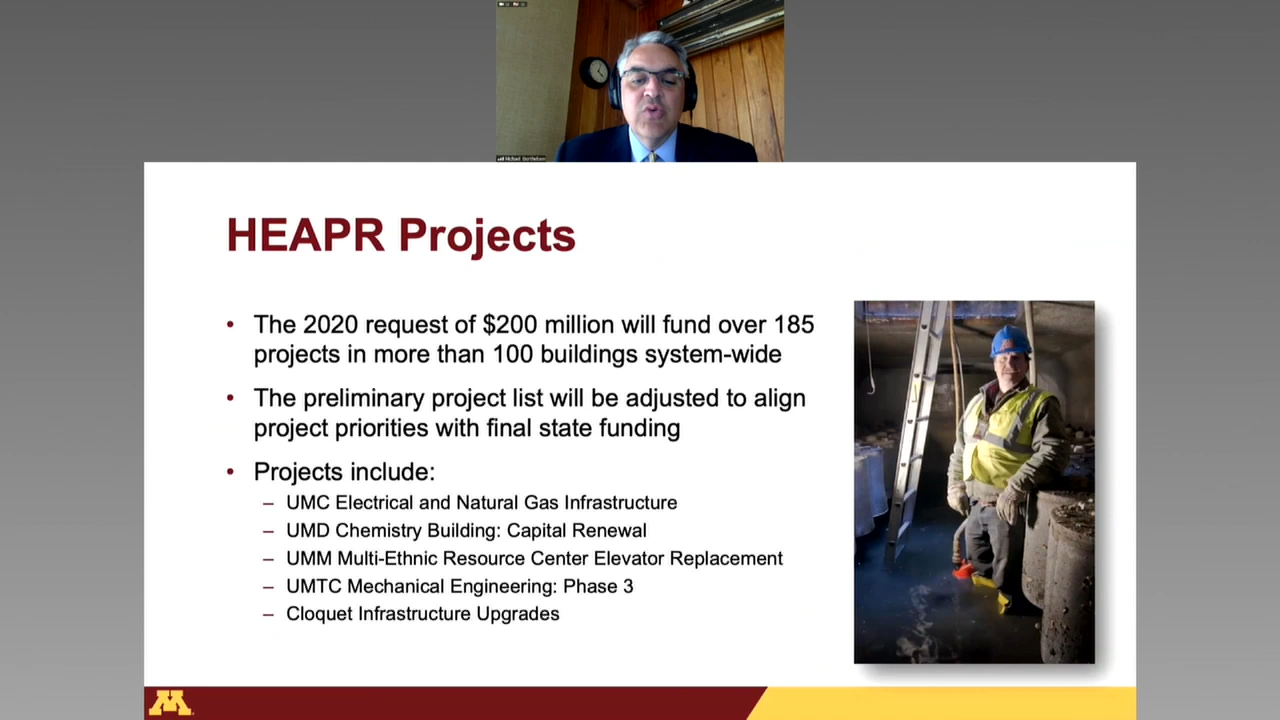 Michael Berthelsen
HEAPR Projects
• The 2020 request of $200 million will fund over 185
projects in more than 100 buildings system-wide
• The preliminary project list will be adjusted to align
project priorities with final state funding
• Projects include:
– UMC Electrical and Natural Gas Infrastructure
– UMD Chemistry Building: Capital Renewal
– UMM Multi-Ethnic Resource Center Elevator Replacement
– UMTC Mechanical Engineering: Phase 3
– Cloquet Infrastructure Upgrades
M